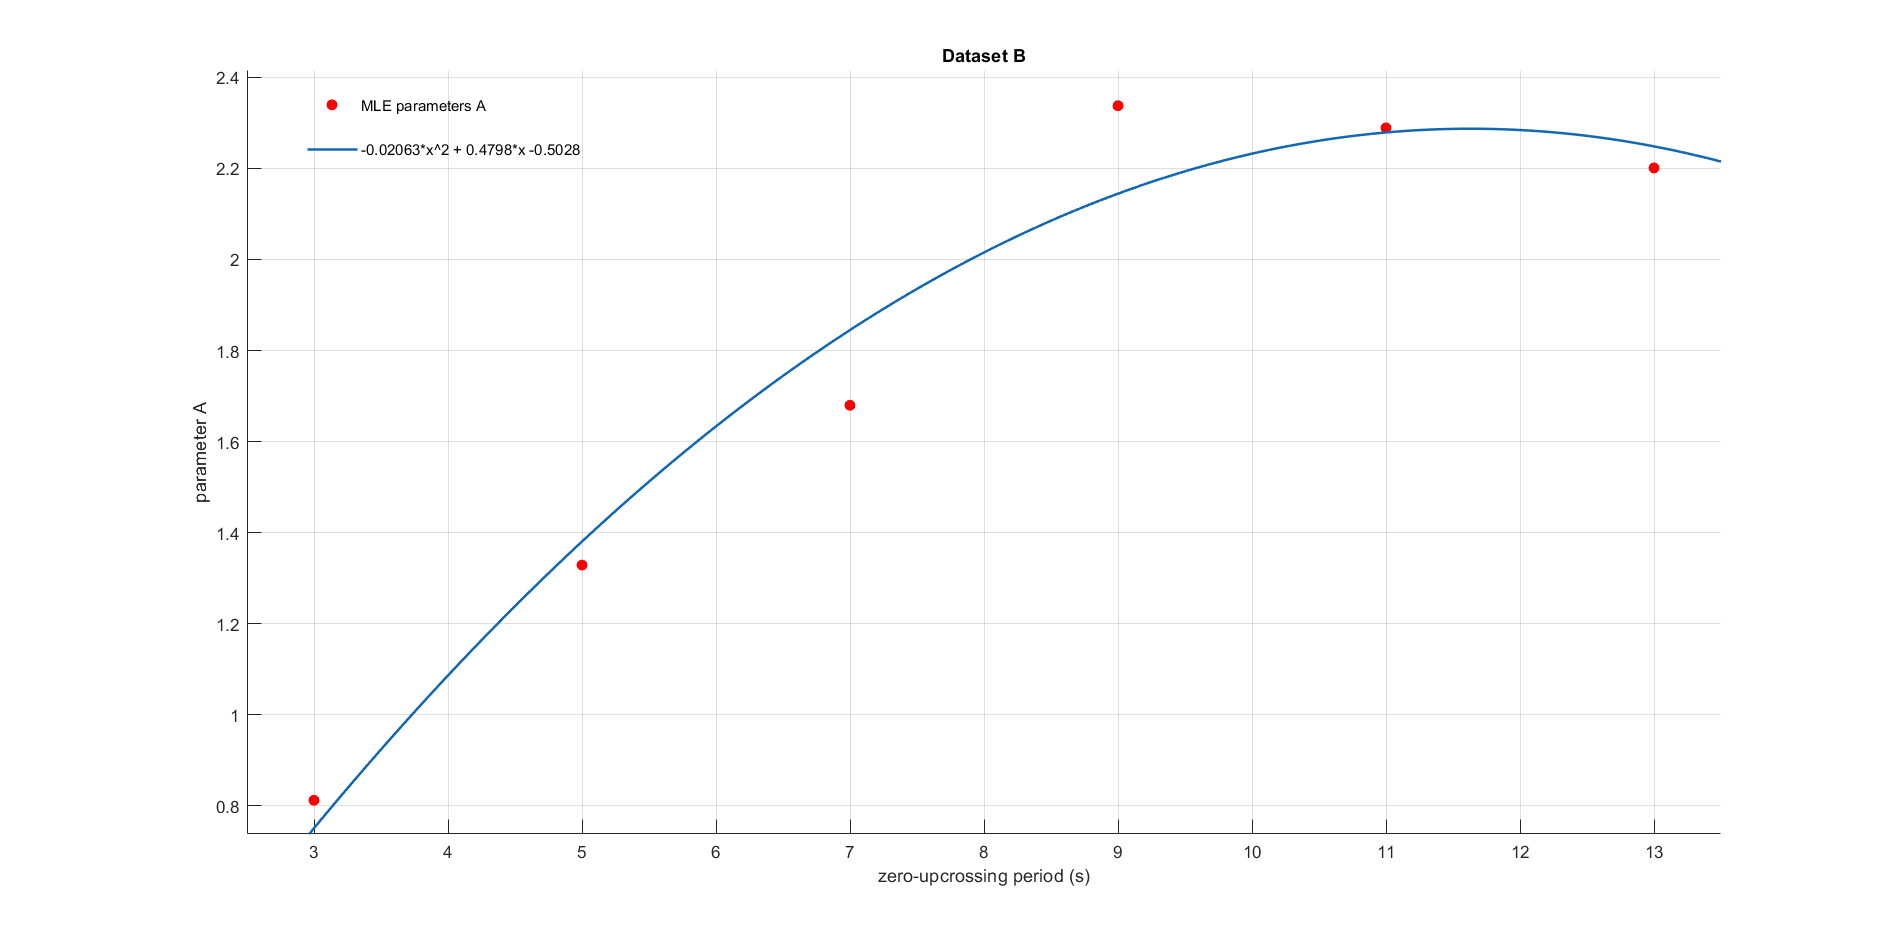 Dataset B
MLE parameters A
-0.02063*x^2 + 0.4798*x -0.5028
2.4
2.2
2
1.8
1.6
1.4
1.2
1
0.8
parameter A
3 4 5 6 7 8 9 10 11 12 13
zero-upcrossing period (s)